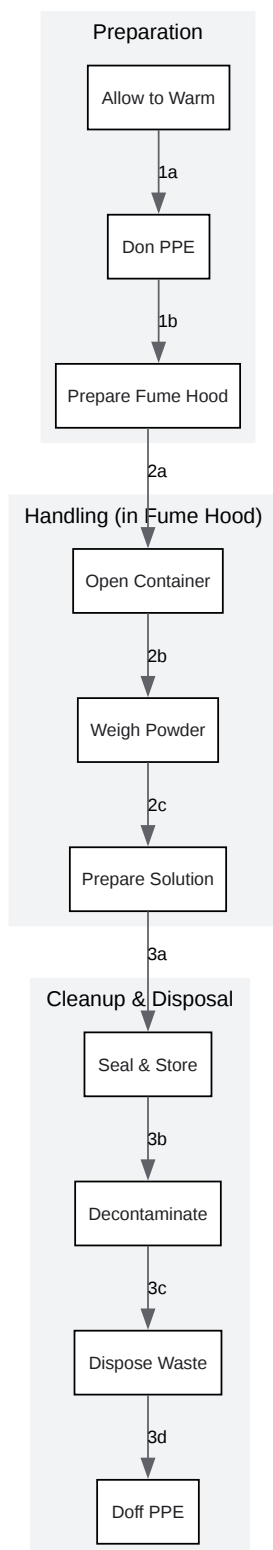 Preparation
Allow to Warm
1a
Don PPE
1b
Prepare Fume Hood
2a
Handling (in Fume Hood)
Open Container
2b
Weigh Powder
2c
Prepare Solution
3a
Cleanup & Disposal
Seal & Store
3b
Decontaminate
3c
Dispose Waste
3d
Doff PPE